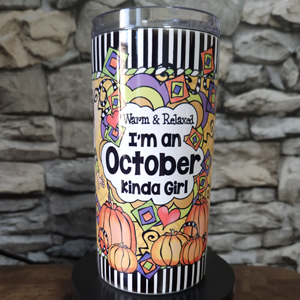 Warm & Relaxed
I'm an
October
Kinda Girl